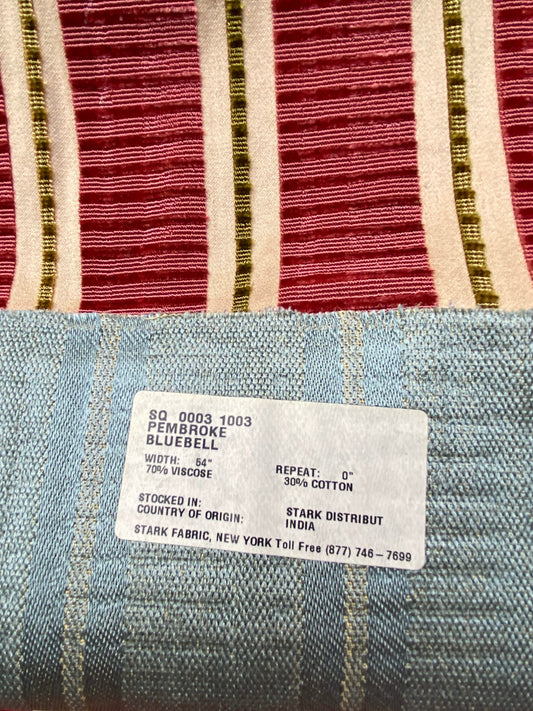 SQ 0003 1003
PEMBROKE
BLUEBELL
WIDTH: 54" REPEAT: 0"
70% VISCOSE 30% COTTON
STOCKED IN: STARK DISTRIBUT
COUNTRY OF ORIGIN: INDIA
STARK FABRIC, NEW YORK Toll Free (877) 746-7699